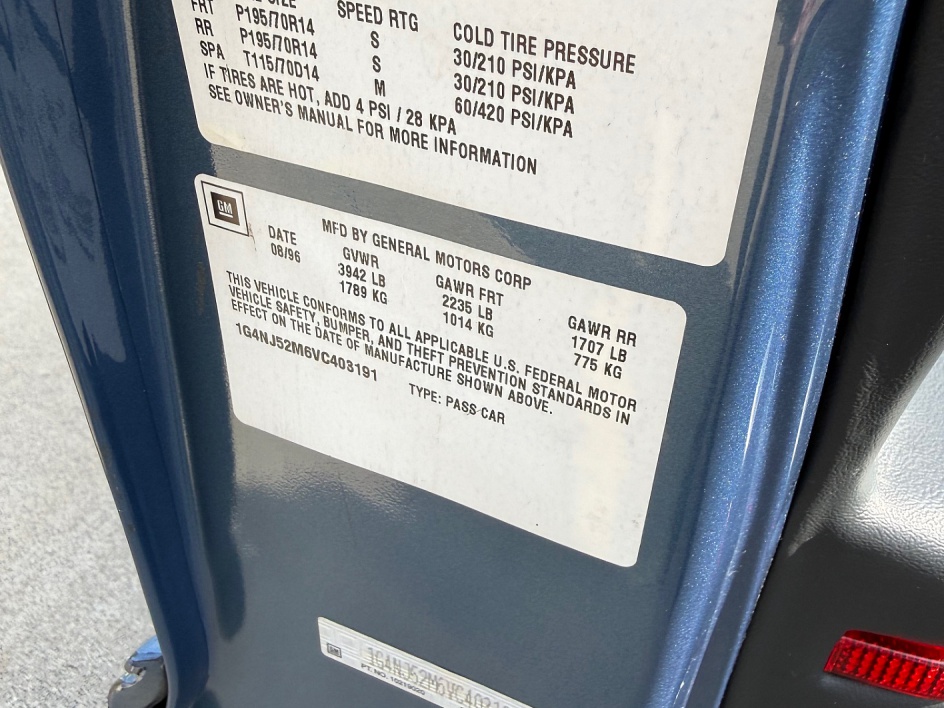 SPEED RTG
COLD TIRE PRESSURE
FRT P195/70R14 S 30/210 PSI/KPA
RR P195/70R14 S 30/210 PSI/KPA
SPA T115/70D14 M 60/420 PSI/KPA
IF TIRES ARE HOT, ADD 4 PSI / 28 KPA
SEE OWNER'S MANUAL FOR MORE INFORMATION
GM
MFD BY GENERAL MOTORS CORP
DATE GVWR GAWR FRT GAWR RR
08/96 3942 LB 2235 LB 1707 LB
1789 KG 1014 KG 775 KG
THIS VEHICLE CONFORMS TO ALL APPLICABLE U.S. FEDERAL MOTOR
VEHICLE SAFETY, BUMPER, AND THEFT PREVENTION STANDARDS IN
EFFECT ON THE DATE OF MANUFACTURE SHOWN ABOVE.
1G4NJ52M6VC403191
TYPE: PASS CAR
GM
1G4NJ52M6VC4031
PT. NO.